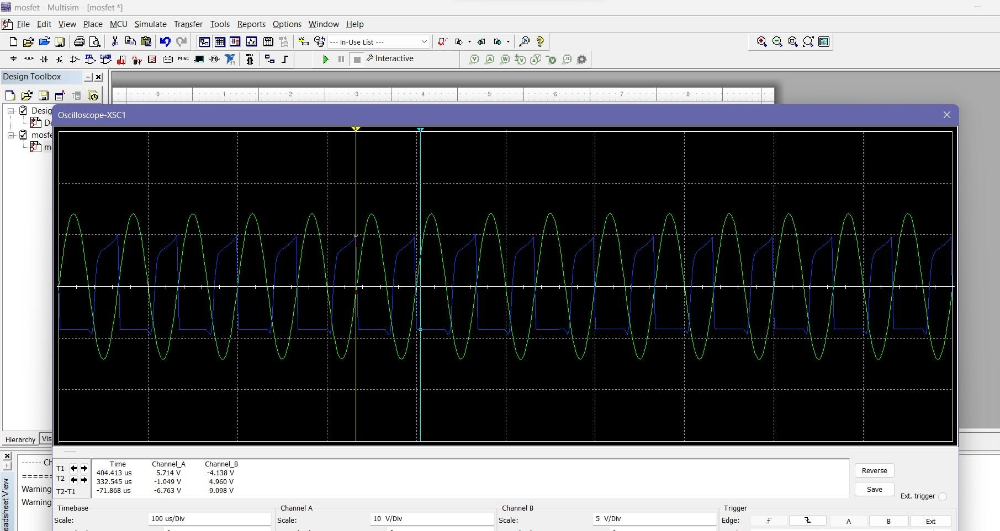 mosfet - Multisim - [mosfet *]
File Edit View Place MCU Simulate Transfer Tools Reports Options Window Help
--- In-Use List ---
MISC Interactive
Design Toolbox
0 1 2 3 4 5 6 7 8
Desig
De
mosfe
m
Oscilloscope-XSC1
Hierarchy Vis
------ Ch
======
Warning
Warning
eadsheet View
Time Channel_A Channel_B
T1 404.413 us 5.714 V -4.138 V
T2 332.545 us -1.049 V 4.960 V
T2-T1 -71.868 us -6.763 V 9.098 V
Reverse
Save
Ext. trigger
Timebase Channel A Channel B Trigger
Scale: 100 us/Div Scale: 10 V/Div Scale: 5 V/Div Edge: A B Ext